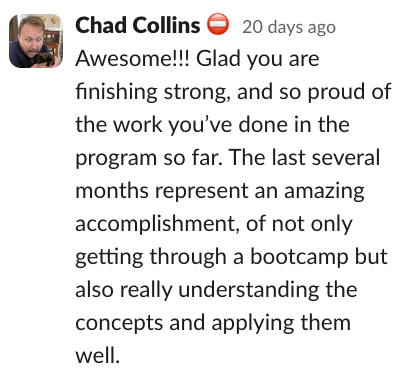 Chad Collins ⛔ 20 days ago
Awesome!!! Glad you are
finishing strong, and so proud of
the work you’ve done in the
program so far. The last several
months represent an amazing
accomplishment, of not only
getting through a bootcamp but
also really understanding the
concepts and applying them
well.